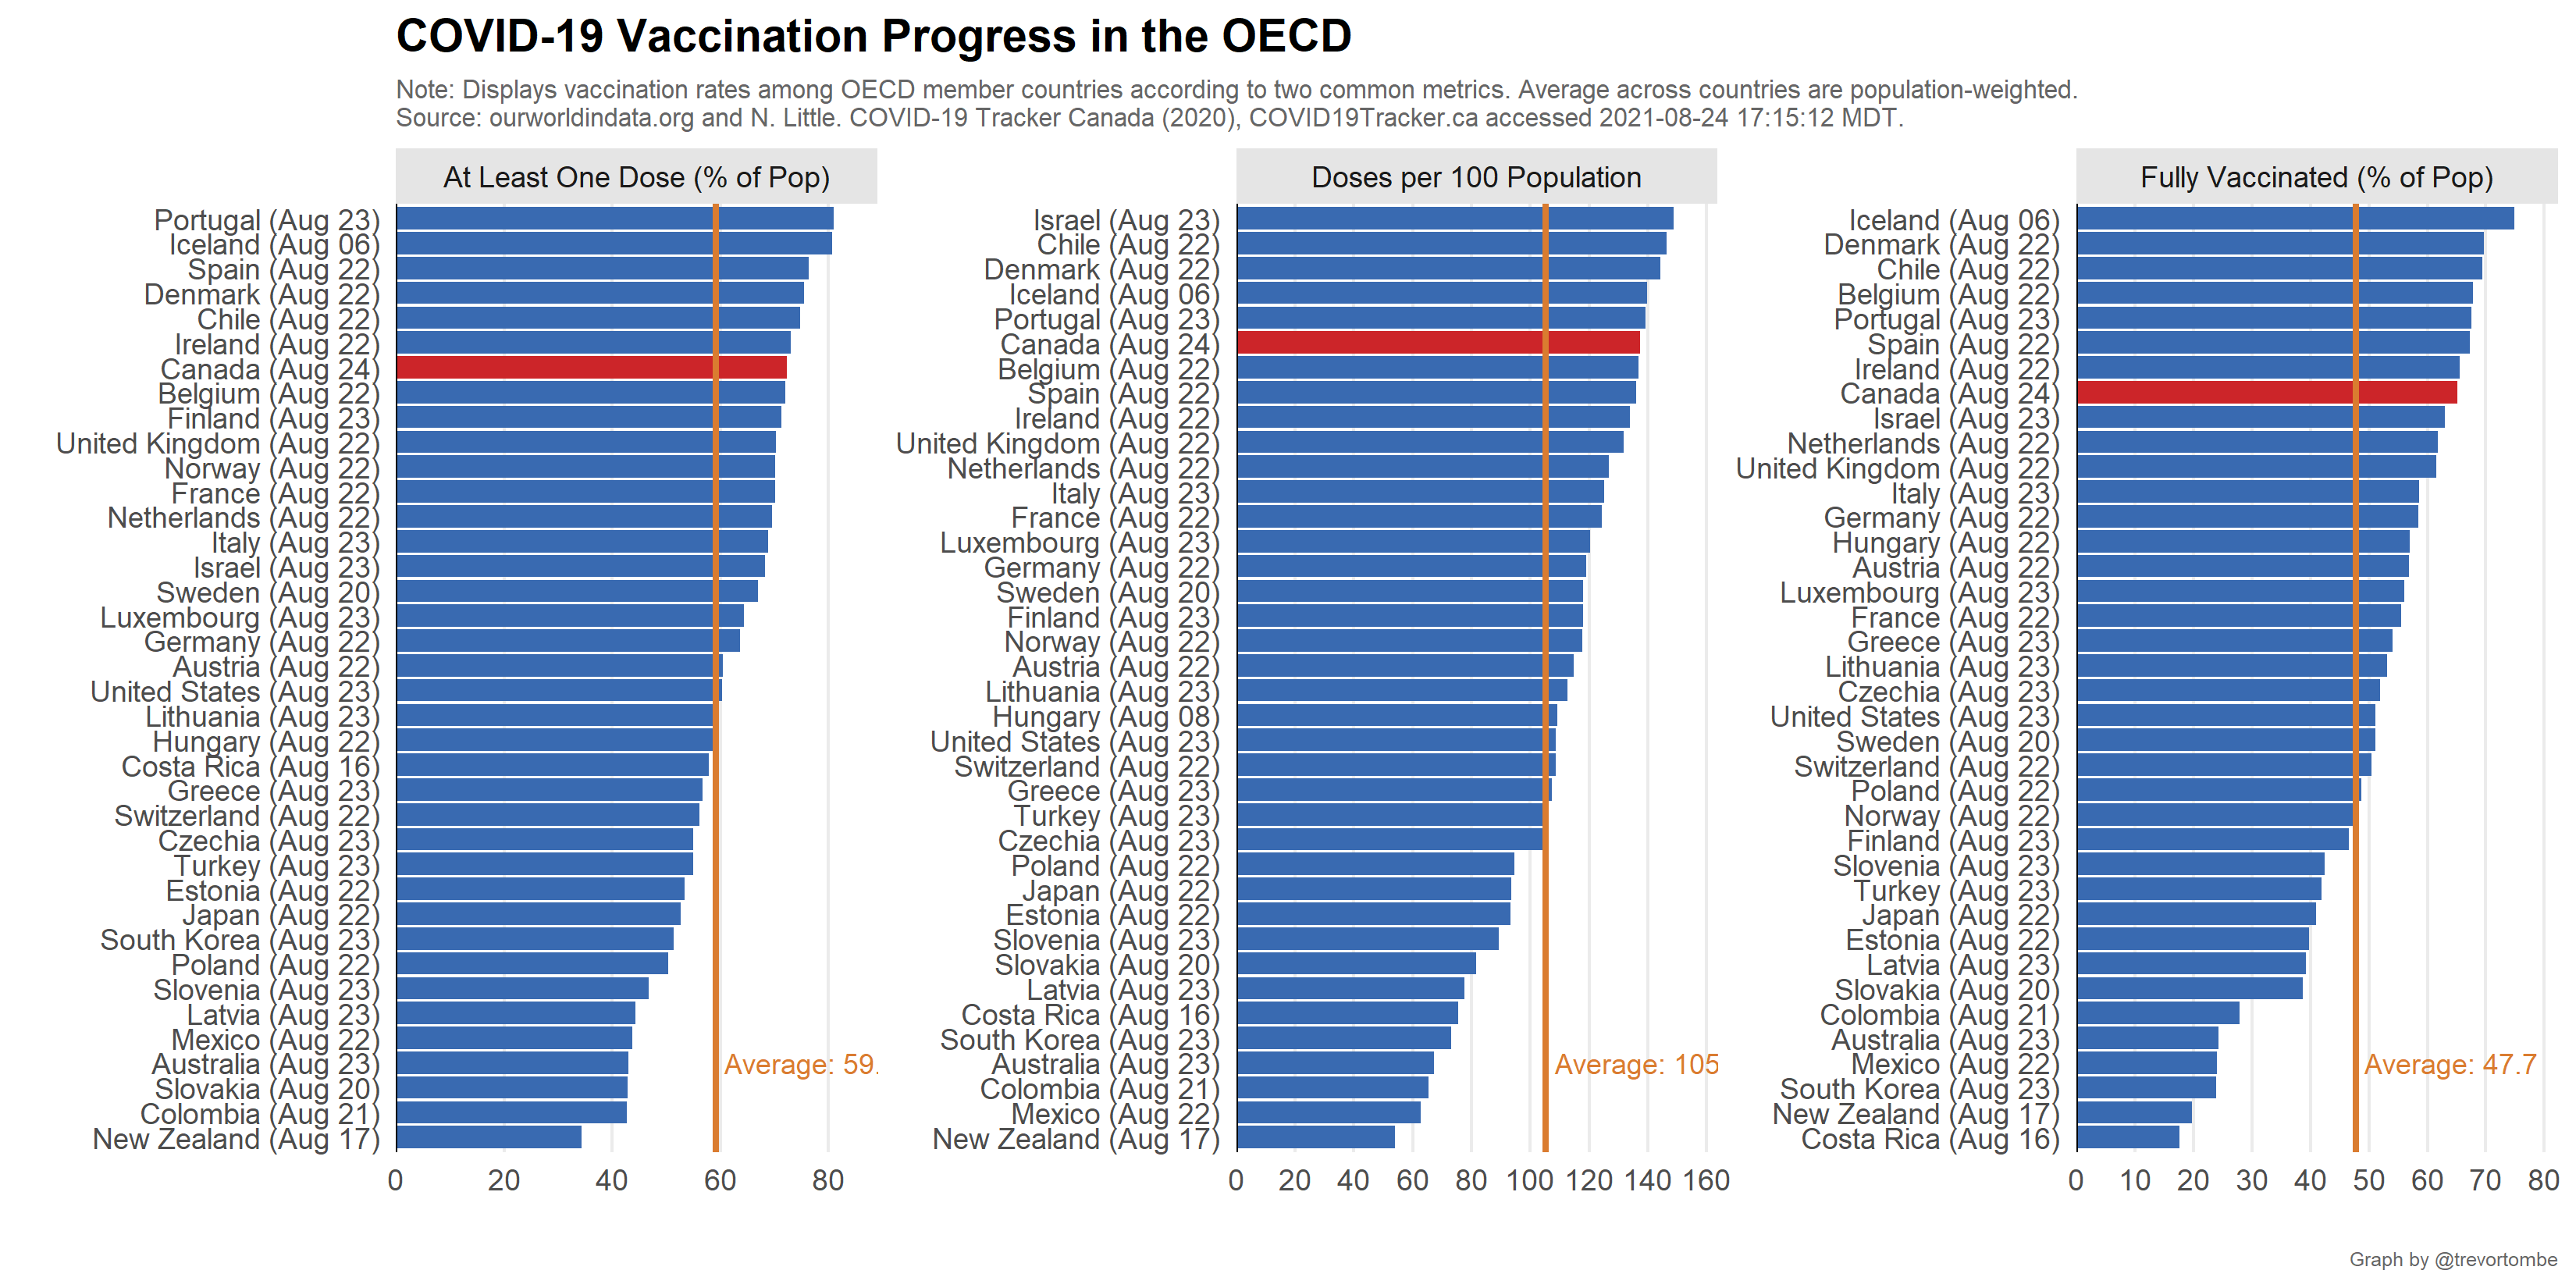 COVID-19 Vaccination Progress in the OECD
Note: Displays vaccination rates among OECD member countries according to two common metrics. Average across countries are population-weighted.
Source: ourworldindata.org and N. Little. COVID-19 Tracker Canada (2020), COVID19Tracker.ca accessed 2021-08-24 17:15:12 MDT.
At Least One Dose (% of Pop)
Portugal (Aug 23)
Iceland (Aug 06)
Spain (Aug 22)
Denmark (Aug 22)
Chile (Aug 22)
Ireland (Aug 22)
Canada (Aug 24)
Belgium (Aug 22)
Finland (Aug 23)
United Kingdom (Aug 22)
Norway (Aug 22)
France (Aug 22)
Netherlands (Aug 22)
Italy (Aug 23)
Israel (Aug 23)
Sweden (Aug 20)
Luxembourg (Aug 23)
Germany (Aug 22)
Austria (Aug 22)
United States (Aug 23)
Lithuania (Aug 23)
Hungary (Aug 22)
Costa Rica (Aug 16)
Greece (Aug 23)
Switzerland (Aug 22)
Czechia (Aug 23)
Turkey (Aug 23)
Estonia (Aug 22)
Japan (Aug 22)
South Korea (Aug 23)
Poland (Aug 22)
Slovenia (Aug 23)
Latvia (Aug 23)
Mexico (Aug 22)
Australia (Aug 23)
Slovakia (Aug 20)
Colombia (Aug 21)
New Zealand (Aug 17)
Average: 59.
0 20 40 60 80
Doses per 100 Population
Israel (Aug 23)
Chile (Aug 22)
Denmark (Aug 22)
Iceland (Aug 06)
Portugal (Aug 23)
Canada (Aug 24)
Belgium (Aug 22)
Spain (Aug 22)
Ireland (Aug 22)
United Kingdom (Aug 22)
Netherlands (Aug 22)
Italy (Aug 23)
France (Aug 22)
Luxembourg (Aug 23)
Germany (Aug 22)
Sweden (Aug 20)
Finland (Aug 23)
Norway (Aug 22)
Austria (Aug 22)
Lithuania (Aug 23)
Hungary (Aug 08)
United States (Aug 23)
Switzerland (Aug 22)
Greece (Aug 23)
Turkey (Aug 23)
Czechia (Aug 23)
Poland (Aug 22)
Japan (Aug 22)
Estonia (Aug 22)
Slovenia (Aug 23)
Slovakia (Aug 20)
Latvia (Aug 23)
Costa Rica (Aug 16)
South Korea (Aug 23)
Australia (Aug 23)
Colombia (Aug 21)
Mexico (Aug 22)
New Zealand (Aug 17)
Average: 105
0 20 40 60 80 100 120 140 160
Fully Vaccinated (% of Pop)
Iceland (Aug 06)
Denmark (Aug 22)
Chile (Aug 22)
Belgium (Aug 22)
Portugal (Aug 23)
Spain (Aug 22)
Ireland (Aug 22)
Canada (Aug 24)
Israel (Aug 23)
Netherlands (Aug 22)
United Kingdom (Aug 22)
Italy (Aug 23)
Germany (Aug 22)
Hungary (Aug 22)
Austria (Aug 22)
Luxembourg (Aug 23)
France (Aug 22)
Greece (Aug 23)
Lithuania (Aug 23)
Czechia (Aug 23)
United States (Aug 23)
Sweden (Aug 20)
Switzerland (Aug 22)
Poland (Aug 22)
Norway (Aug 22)
Finland (Aug 23)
Slovenia (Aug 23)
Turkey (Aug 23)
Japan (Aug 22)
Estonia (Aug 22)
Latvia (Aug 23)
Slovakia (Aug 20)
Colombia (Aug 21)
Australia (Aug 23)
Mexico (Aug 22)
South Korea (Aug 23)
New Zealand (Aug 17)
Costa Rica (Aug 16)
Average: 47.7
0 10 20 30 40 50 60 70 80
Graph by @trevortombe